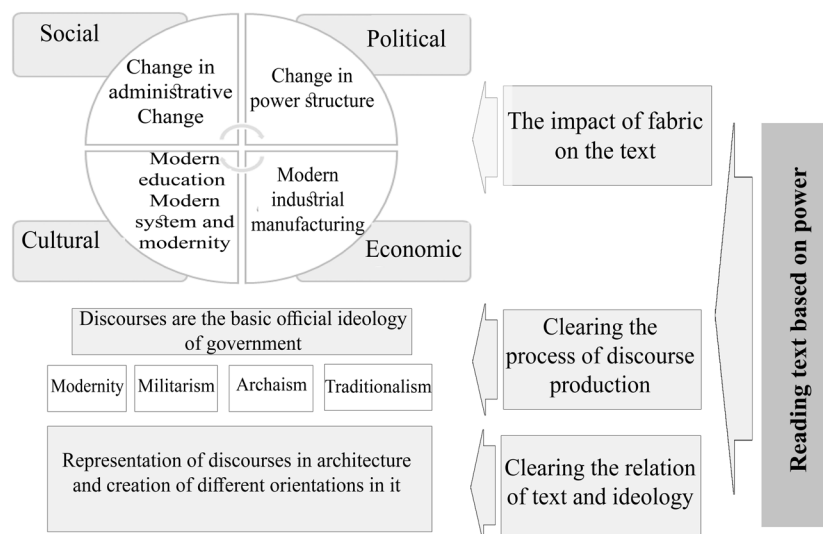 Social
Political
Change in
administrative
Change
Change in
power structure
Modern
education
Modern
system and
modernity
Modern
industrial
manufacturing
Cultural
Economic
The impact of fabric
on the text
Discourses are the basic official ideology
of government
Modernity
Militarism
Archaism
Traditionalism
Clearing the
process of discourse
production
Representation of discourses in architecture
and creation of different orientations in it
Clearing the relation
of text and ideology
Reading text based on power